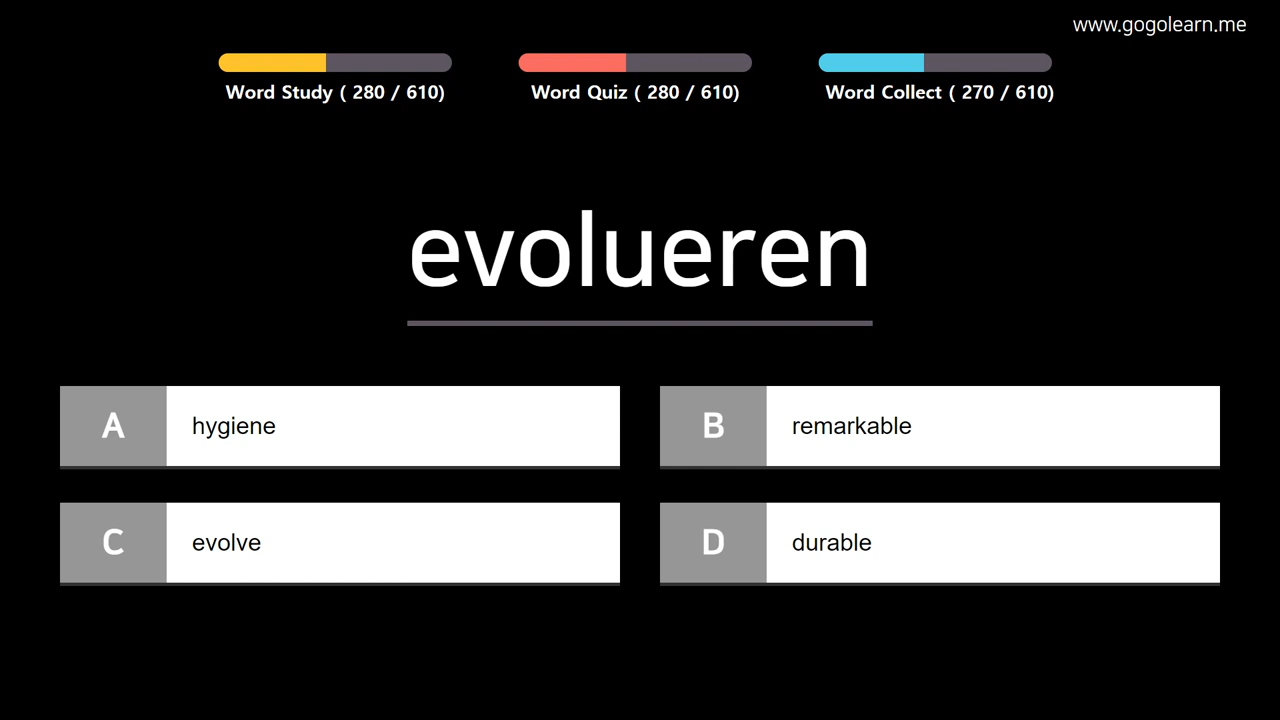 www.gogolearn.me
Word Study ( 280 / 610)
Word Quiz ( 280 / 610)
Word Collect ( 270 / 610)
evolueren
A hygiene
B remarkable
C evolve
D durable